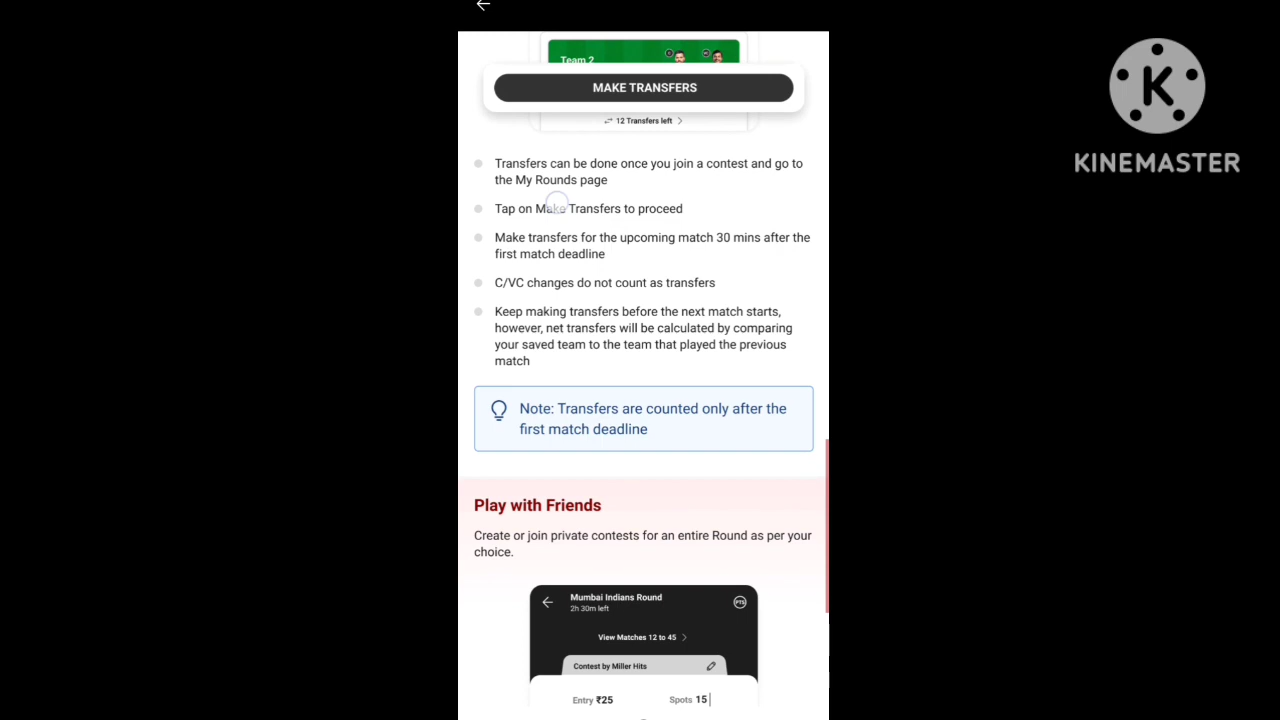 Team 2
MAKE TRANSFERS
12 Transfers left
Transfers can be done once you join a contest and go to
the My Rounds page
Tap on Make Transfers to proceed
Make transfers for the upcoming match 30 mins after the
first match deadline
C/VC changes do not count as transfers
Keep making transfers before the next match starts,
however, net transfers will be calculated by comparing
your saved team to the team that played the previous
match
Note: Transfers are counted only after the
first match deadline
Play with Friends
Create or join private contests for an entire Round as per your
choice.
Mumbai Indians Round
2h 30m left
PTS
View Matches 12 to 45
Contest by Miller Hits
Entry ₹25
Spots 15
K
KINEMASTER